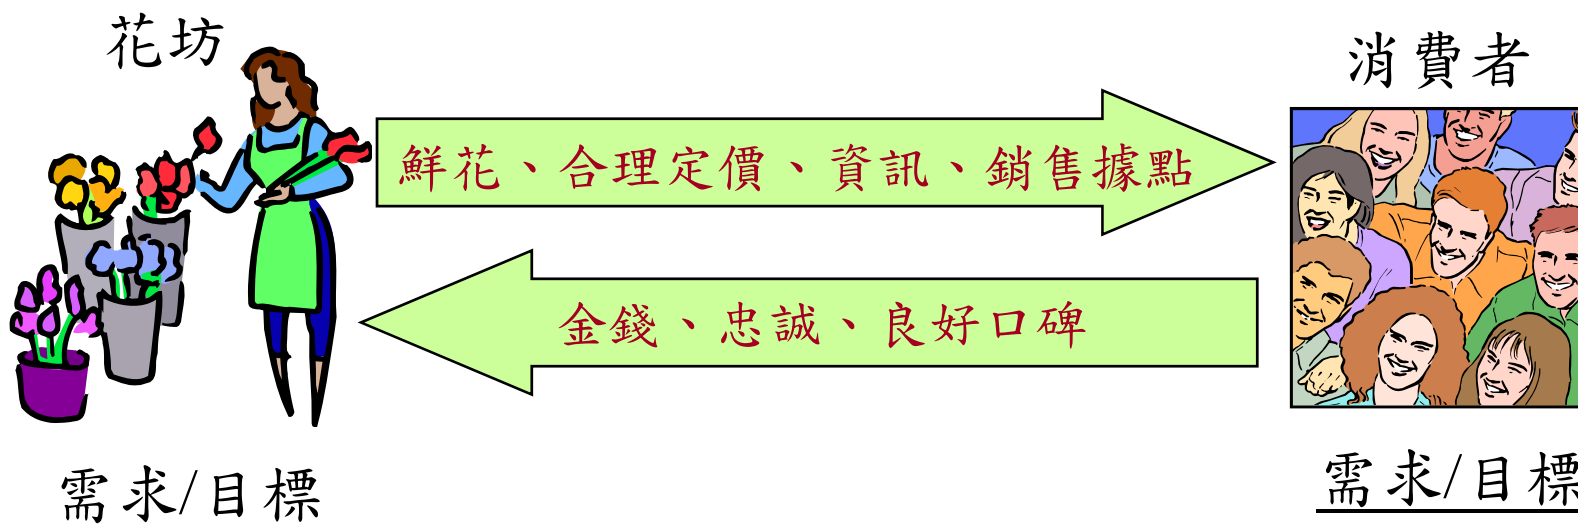 花坊
消費者
鮮花、合理定價、資訊、銷售據點
金錢、忠誠、良好口碑
需求/目標
需求/目標